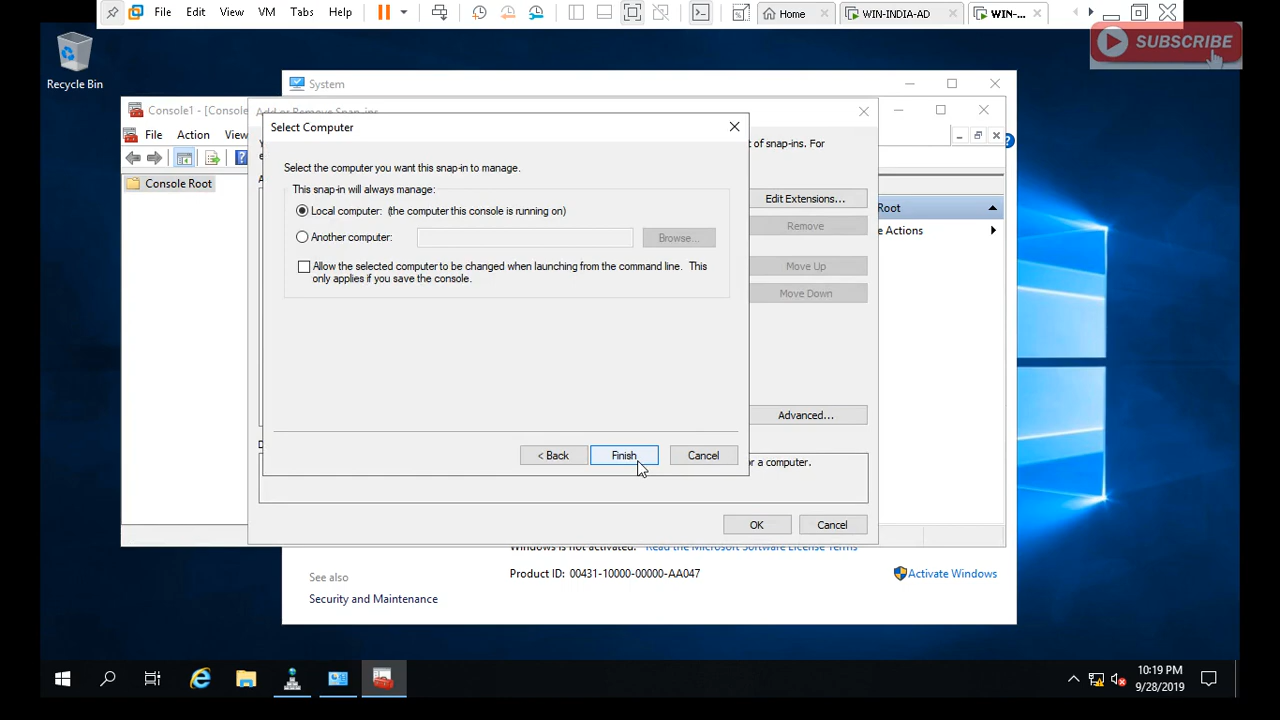 File Edit View VM Tabs Help
Home
WIN-INDIA-AD
WIN-...
SUBSCRIBE
Recycle Bin
System
Console1 - [Console
Add or Remove Snap-ins
File Action View
Console Root
Select Computer
Select the computer you want this snap-in to manage.
This snap-in will always manage:
Local computer: (the computer this console is running on)
Another computer:
Browse...
Allow the selected computer to be changed when launching from the command line. This
only applies if you save the console.
< Back
Finish
Cancel
t of snap-ins. For
Edit Extensions...
Remove
Move Up
Move Down
Advanced...
or a computer.
OK
Cancel
Root
e Actions
Windows is not activated. Read the Microsoft Software License Terms
Product ID: 00431-10000-00000-AA047
Activate Windows
See also
Security and Maintenance
10:19 PM
9/28/2019